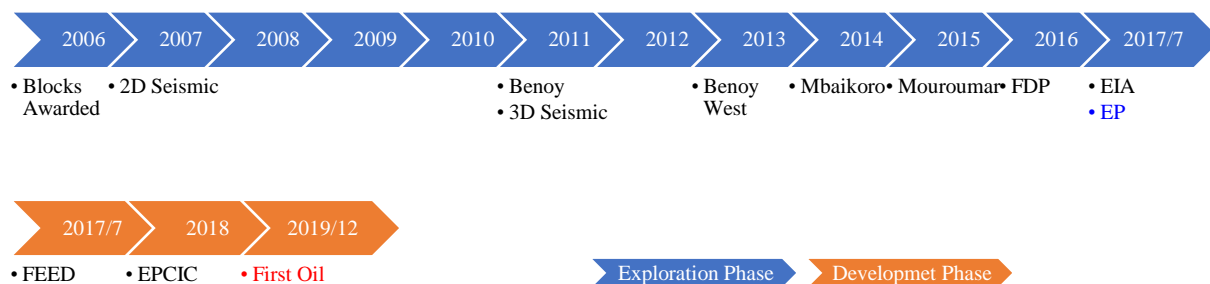 2006 2007 2008 2009 2010 2011 2012 2013 2014 2015 2016 2017/7
• Blocks Awarded • 2D Seismic • Benoy • Benoy West • Mbaikoro • Mouroumar • FDP • EIA
• 3D Seismic • EP
2017/7 2018 2019/12
• FEED • EPCIC • First Oil Exploration Phase Developmet Phase